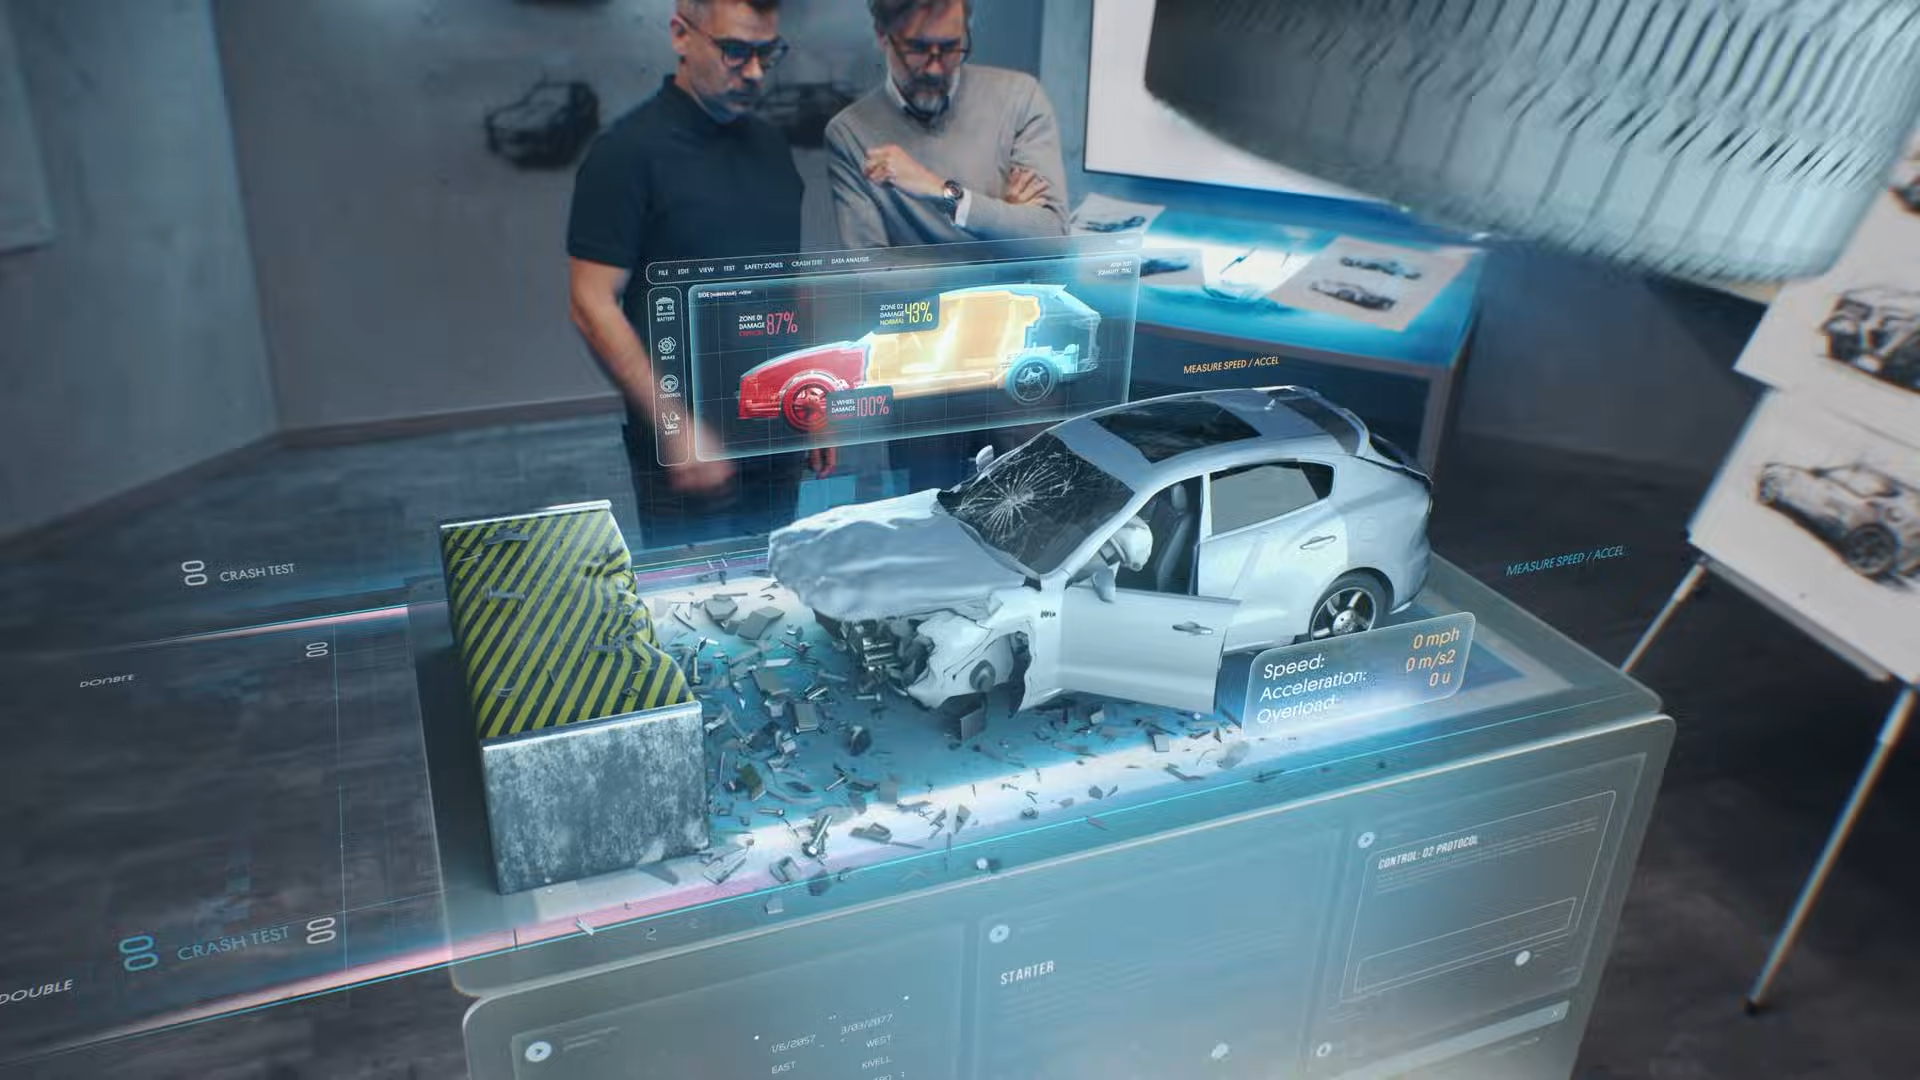 FILE EDIT VIEW TEST SAFETY ZONES CRASH TEST DATA ANALYSIS
SIDE
ZONE 01
DAMAGE
87%
ZONE 02
DAMAGE
NORMAL
43%
L. WHEEL
DAMAGE
100%
BATTERY
BRAKE
CONTROL
MEASURE SPEED / ACCEL
MEASURE SPEED / ACCEL
CRASH TEST
DOUBLE
Speed: 0 mph
Acceleration: 0 m/s2
Overload: 0 u
CONTROL: 02 PROTOCOL
CRASH TEST
DOUBLE
STARTER
1/6/2057 3/03/2077
EAST WEST
KIVELL